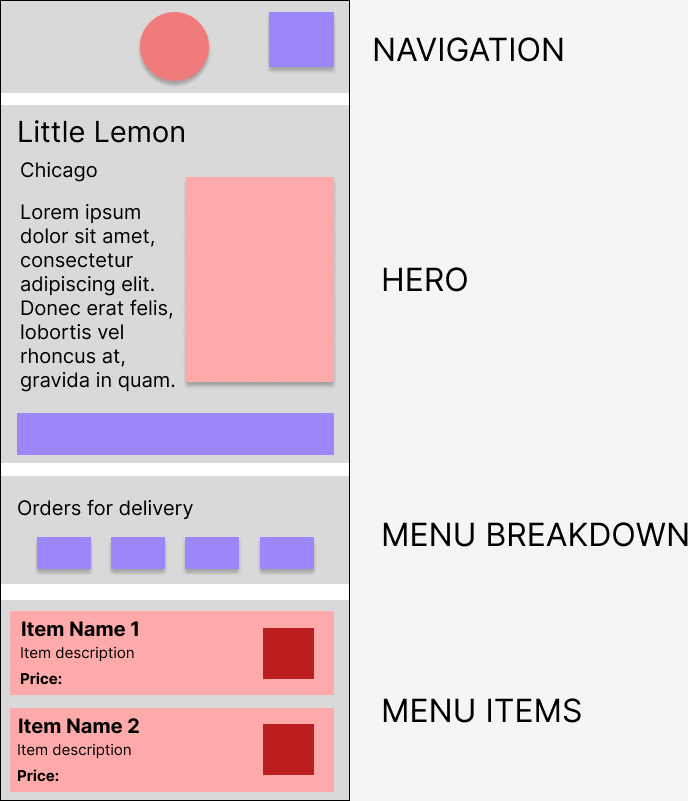 NAVIGATION
Little Lemon
Chicago
Lorem ipsum
dolor sit amet,
consectetur
adipiscing elit.
Donec erat felis,
lobortis vel
rhoncus at,
gravida in quam.
HERO
Orders for delivery
MENU BREAKDOWN
Item Name 1
Item description
Price:
Item Name 2
Item description
Price:
MENU ITEMS